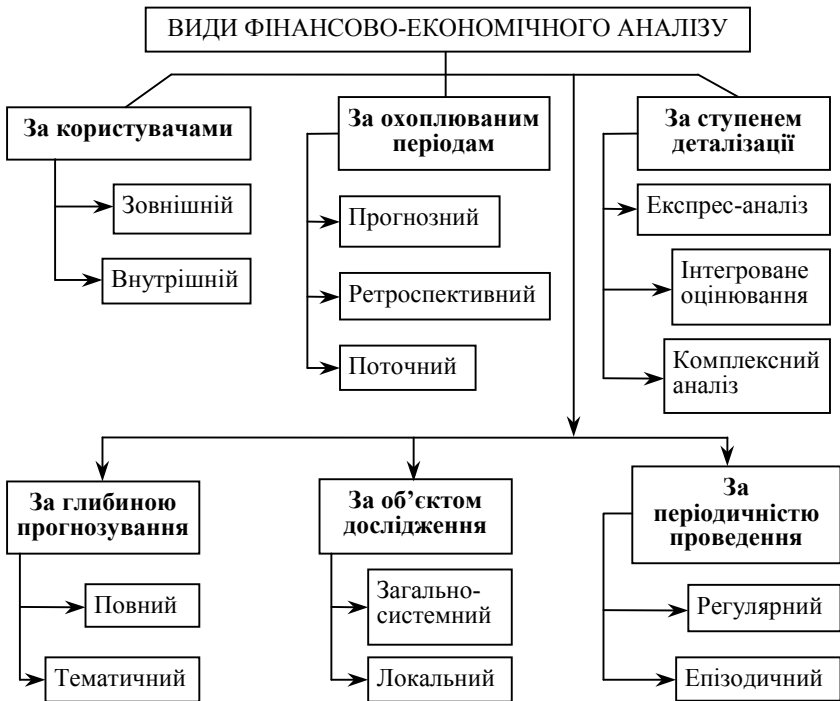 ВИДИ ФІНАНСОВО-ЕКОНОМІЧНОГО АНАЛІЗУ
За користувачами
Зовнішній
Внутрішній
За охоплюваним
періодам
Прогнозний
Ретроспективний
Поточний
За ступенем
деталізації
Експрес-аналіз
Інтегроване
оцінювання
Комплексний
аналіз
За глибиною
прогнозування
Повний
Тематичний
За об’єктом
дослідження
Загально-
системний
Локальний
За
періодичністю
проведення
Регулярний
Епізодичний